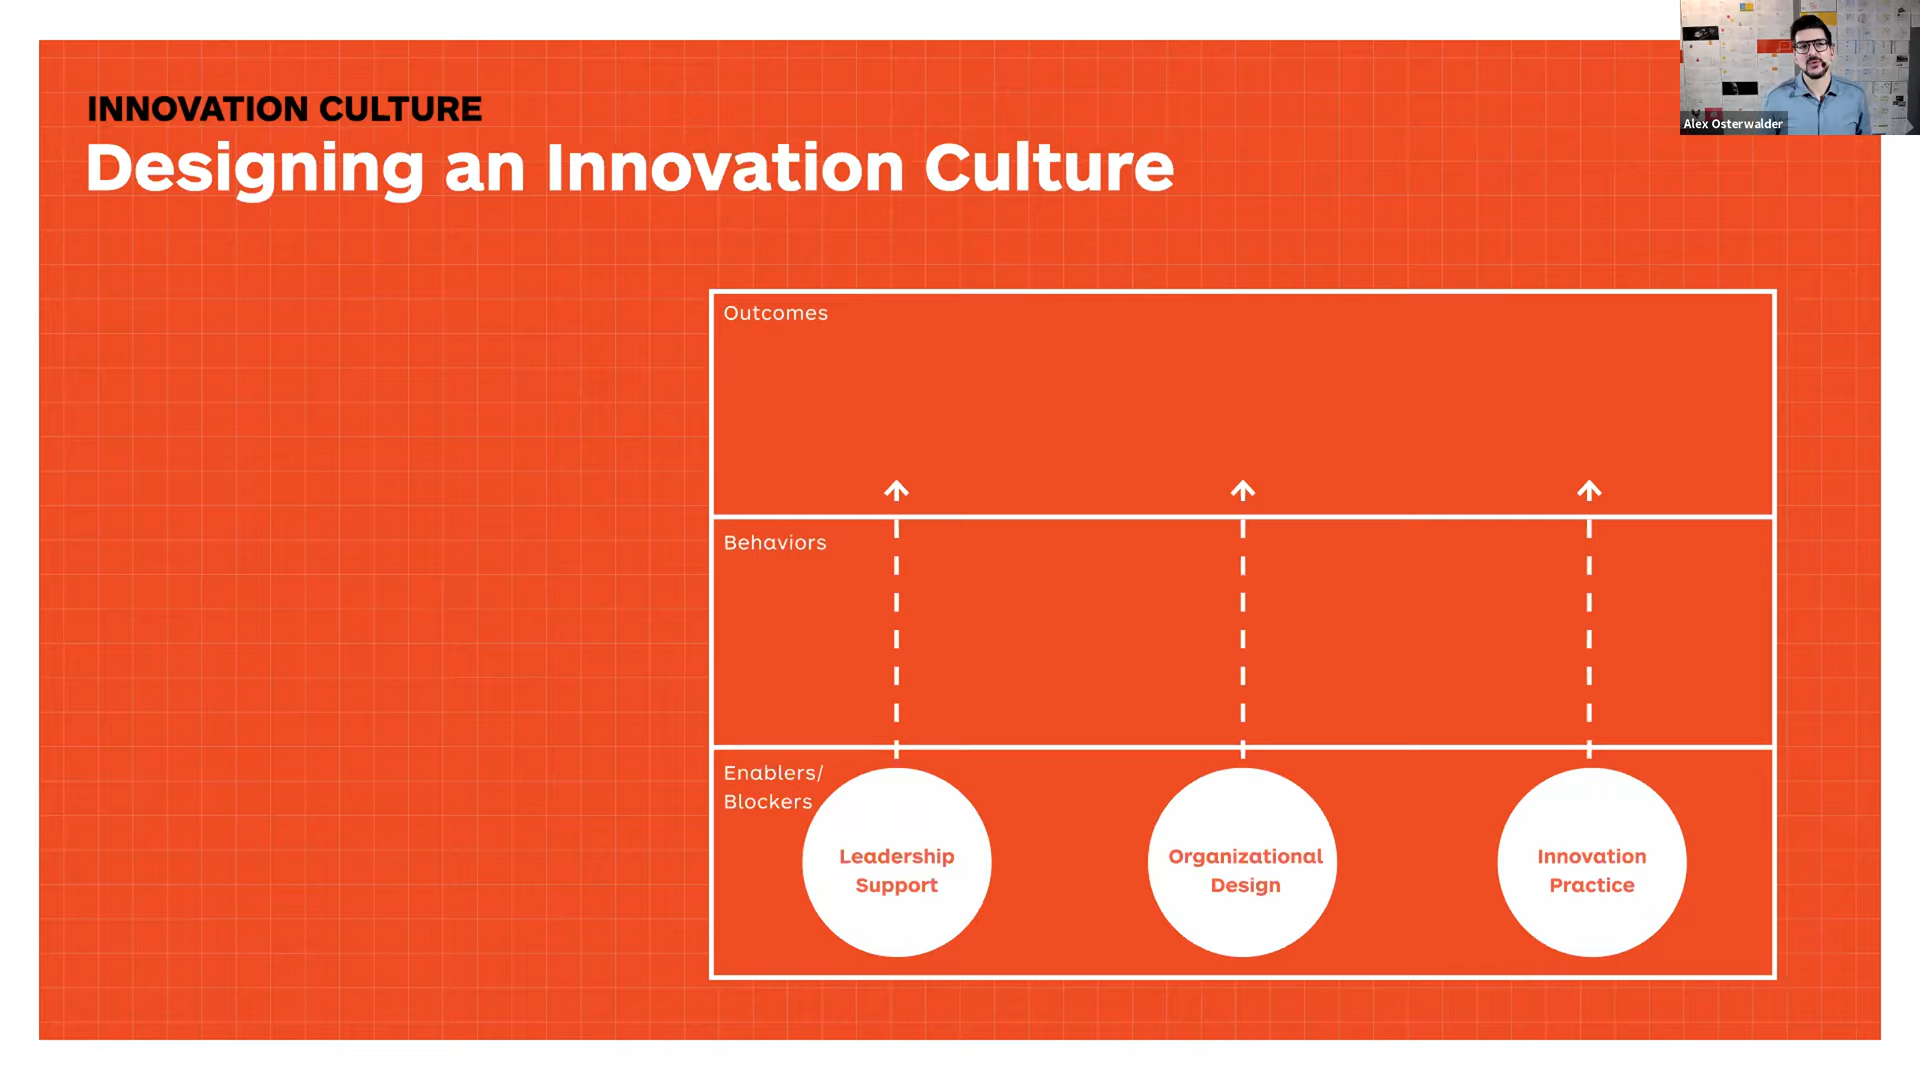 INNOVATION CULTURE
Designing an Innovation Culture
Alex Osterwalder
Outcomes
Behaviors
Enablers/
Blockers
Leadership
Support
Organizational
Design
Innovation
Practice